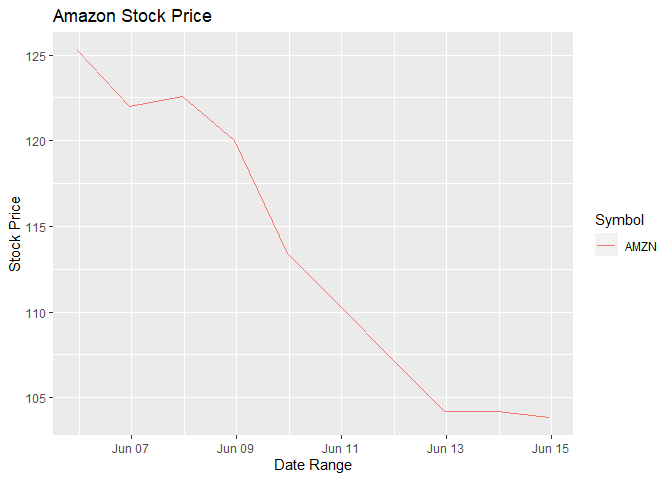 Amazon Stock Price
125
120
115
110
105
Stock Price
Jun 07 Jun 09 Jun 11 Jun 13 Jun 15
Date Range
Symbol
AMZN